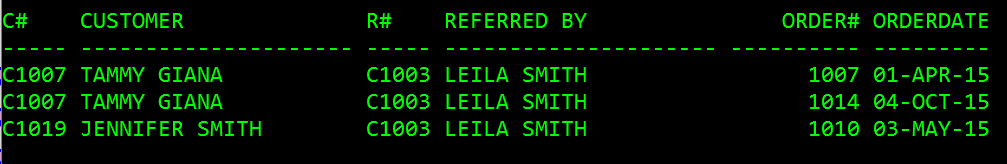 C#    CUSTOMER              R#    REFERRED BY               ORDER# ORDERDATE
----- --------------------- ----- --------------------- ---------- ---------
C1007 TAMMY GIANA           C1003 LEILA SMITH                 1007 01-APR-15
C1007 TAMMY GIANA           C1003 LEILA SMITH                 1014 04-OCT-15
C1019 JENNIFER SMITH        C1003 LEILA SMITH                 1010 03-MAY-15